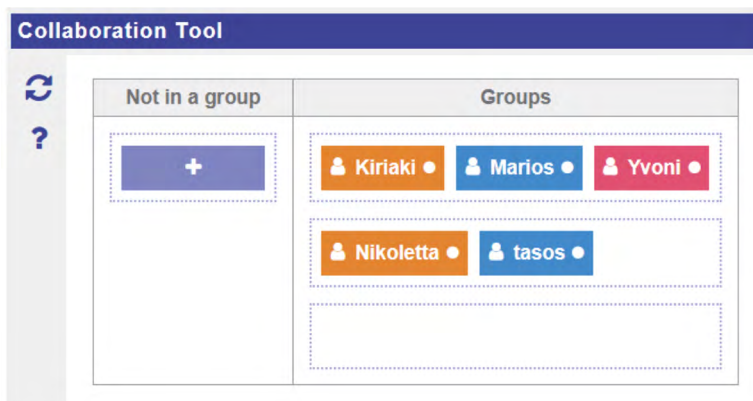 Collaboration Tool
?
Not in a group
Groups
+
Kiriaki
Marios
Yvoni
Nikoletta
tasos